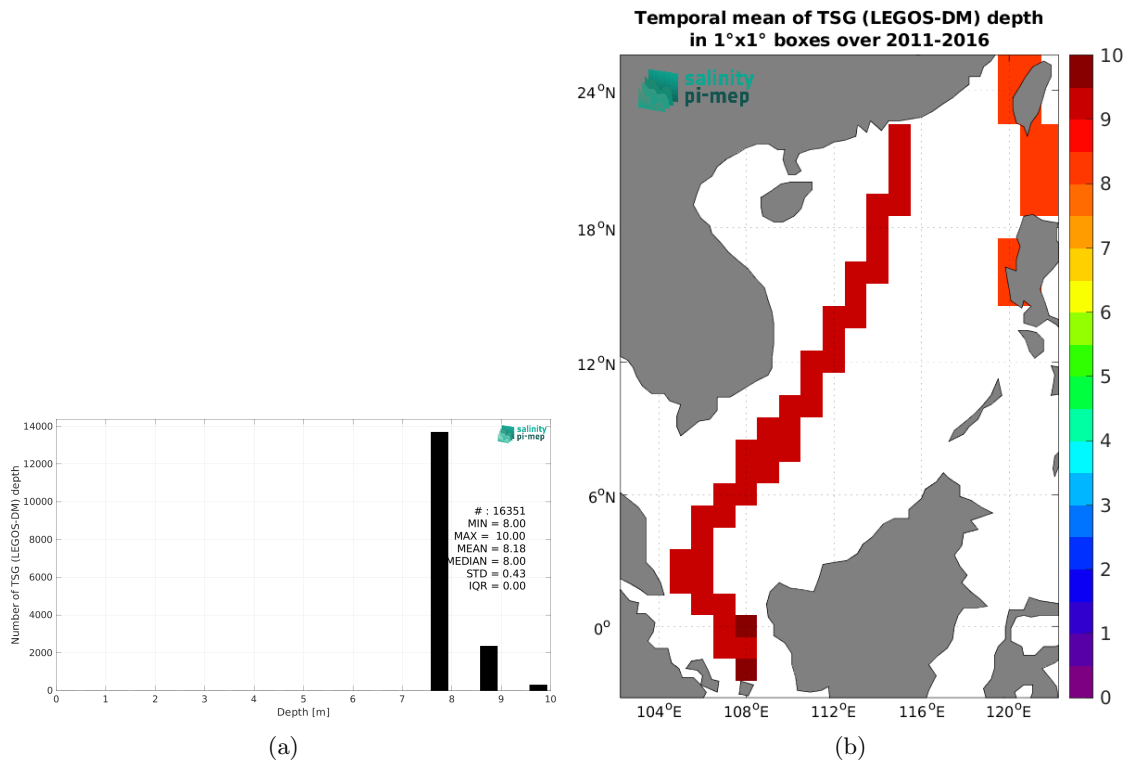 14000
12000
10000
8000
6000
4000
2000
0
Number of TSG (LEGOS-DM) depth
salinity
pi-mep
# : 16351
MIN = 8.00
MAX = 10.00
MEAN = 8.18
MEDIAN = 8.00
STD = 0.43
IQR = 0.00
0 1 2 3 4 5 6 7 8 9 10
Depth [m]
(a)
Temporal mean of TSG (LEGOS-DM) depth
in 1°x1° boxes over 2011-2016
salinity
pi-mep
24°N
18°N
12°N
6°N
0°
104°E 108°E 112°E 116°E 120°E
10
9
8
7
6
5
4
3
2
1
0
(b)